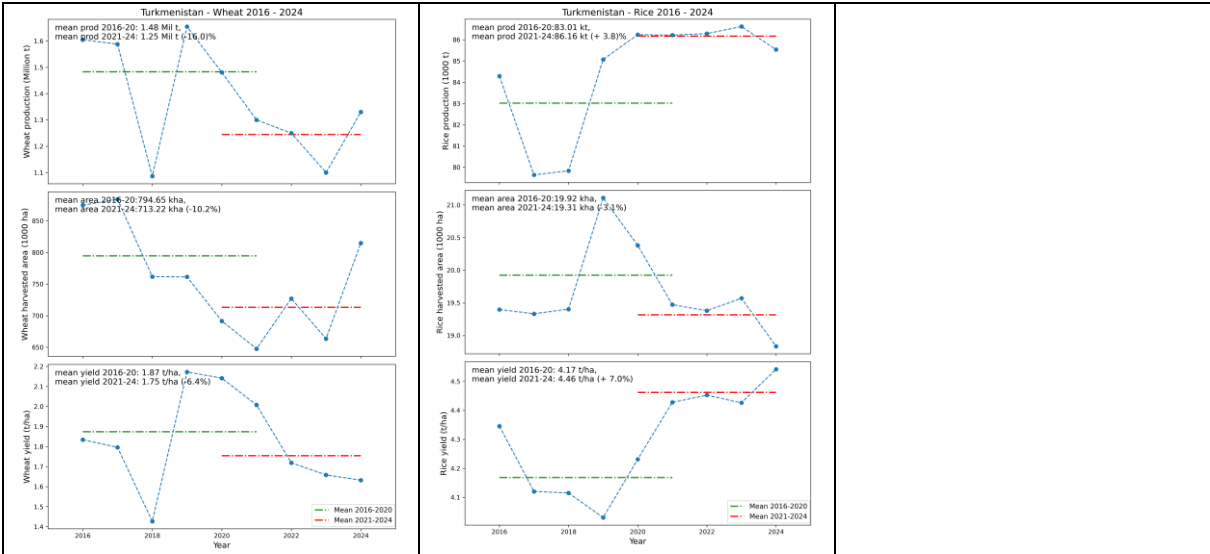 Turkmenistan - Wheat 2016 - 2024
mean prod 2016-20: 1.48 Mil t,
mean prod 2021-24: 1.25 Mil t (-16.0)%
Wheat production (Million t)
1.6
1.5
1.4
1.3
1.2
1.1
mean area 2016-20:794.65 kha,
mean area 2021-24:713.22 kha (-10.2%)
Wheat harvested area (1000 ha)
850
800
750
700
650
mean yield 2016-20: 1.87 t/ha,
mean yield 2021-24: 1.75 t/ha (-6.4%)
Wheat yield (t/ha)
2.2
2.1
2.0
1.9
1.8
1.7
1.6
1.5
1.4
Mean 2016-2020
Mean 2021-2024
2016
2018
2020
2022
2024
Year
Turkmenistan - Rice 2016 - 2024
mean prod 2016-20:83.01 kt,
mean prod 2021-24:86.16 kt (+ 3.8)%
Rice production (1000 t)
86
85
84
83
82
81
80
mean area 2016-20:19.92 kha,
mean area 2021-24:19.31 kha (-3.1%)
Rice harvested area (1000 ha)
21.0
20.5
20.0
19.5
19.0
mean yield 2016-20: 4.17 t/ha,
mean yield 2021-24: 4.46 t/ha (+ 7.0%)
Rice yield (t/ha)
4.5
4.4
4.3
4.2
4.1
Mean 2016-2020
Mean 2021-2024
2016
2018
2020
2022
2024
Year